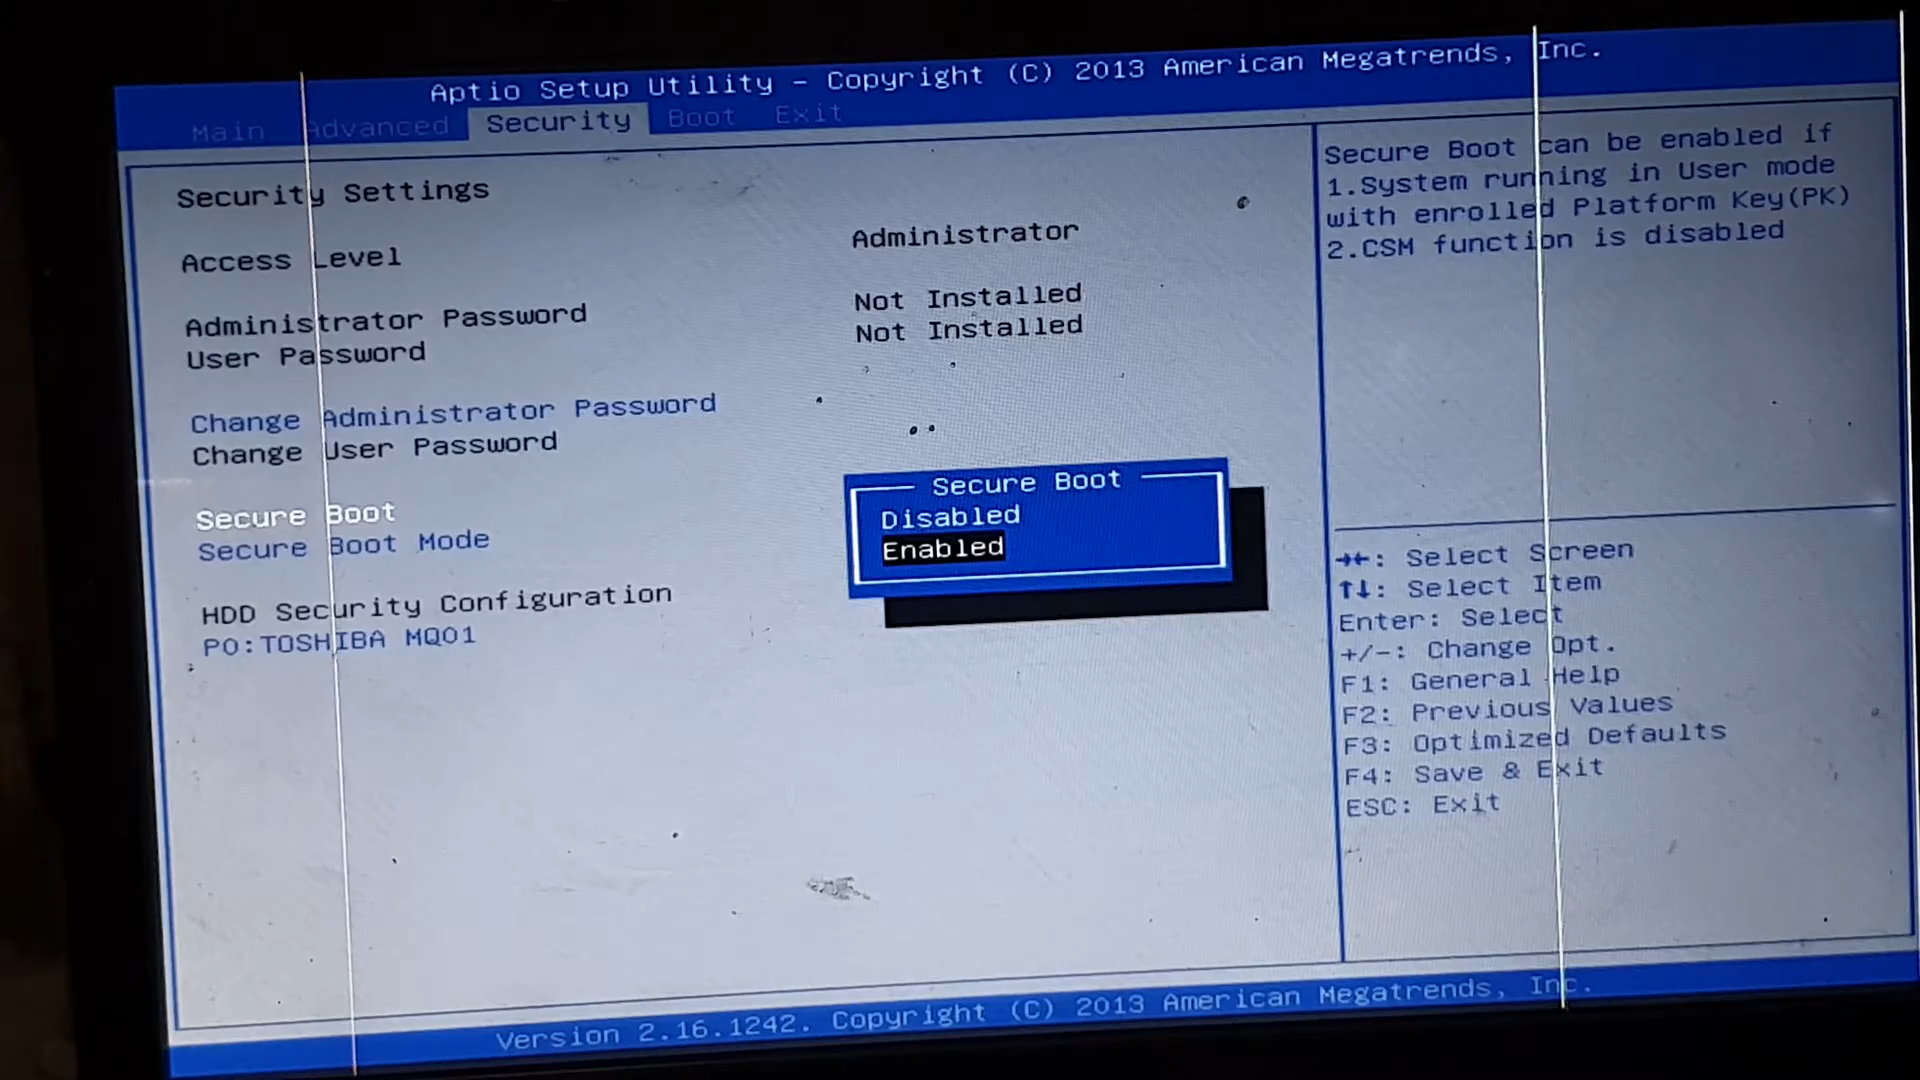 Aptio Setup Utility - Copyright (C) 2013 American Megatrends, Inc.
Main Advanced Security Boot Exit
Security Settings
Access Level Administrator
Administrator Password Not Installed
User Password Not Installed
Change Administrator Password
Change User Password
Secure Boot
Secure Boot Mode
HDD Security Configuration
P0:TOSHIBA MQ01
Secure Boot
Disabled
Enabled
Secure Boot can be enabled if
1.System running in User mode
with enrolled Platform Key(PK)
2.CSM function is disabled
→←: Select Screen
↑↓: Select Item
Enter: Select
+/-: Change Opt.
F1: General Help
F2: Previous Values
F3: Optimized Defaults
F4: Save & Exit
ESC: Exit
Version 2.16.1242. Copyright (C) 2013 American Megatrends, Inc.